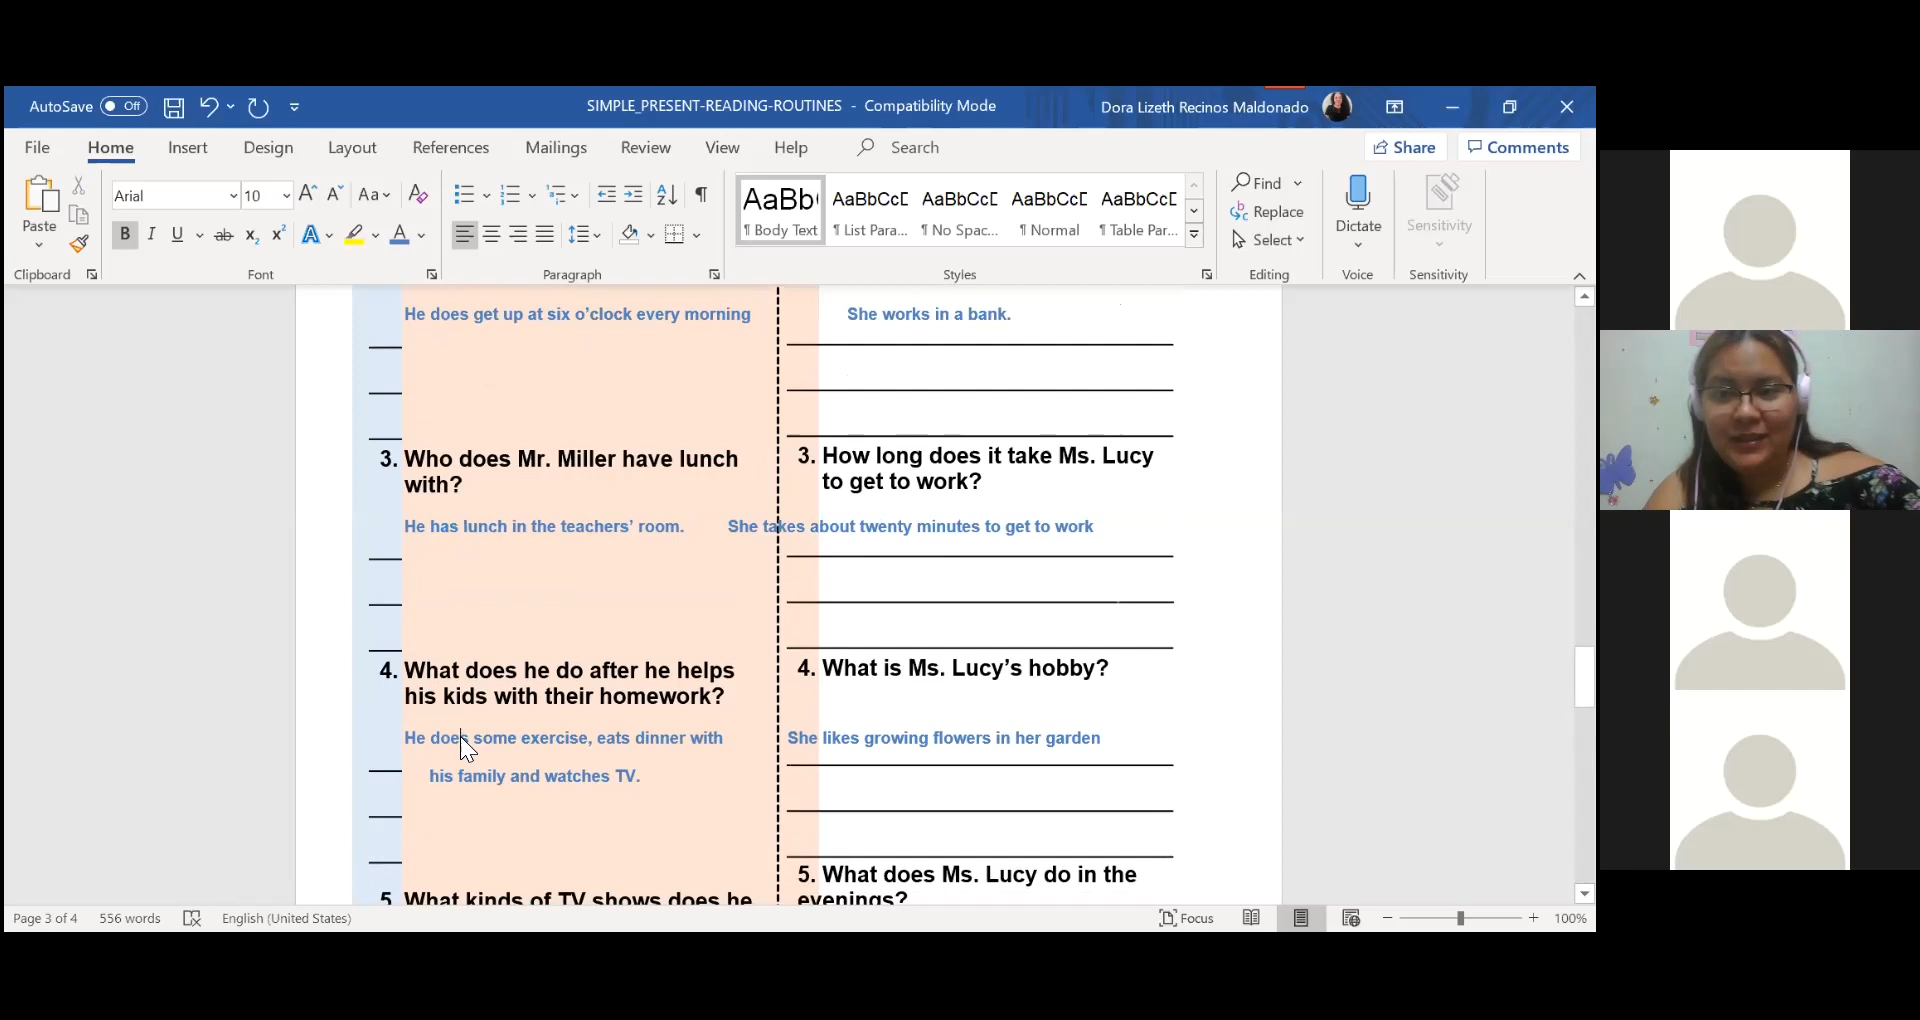 AutoSave Off
SIMPLE_PRESENT-READING-ROUTINES - Compatibility Mode
Dora Lizeth Recinos Maldonado
File Home Insert Design Layout References Mailings Review View Help Search
Share Comments
Paste
Clipboard
Arial 10
Font
Paragraph
AaBb AaBbCcD AaBbCcD AaBbCcD AaBbCcD
¶ Body Text ¶ List Para... ¶ No Spac... ¶ Normal ¶ Table Par...
Styles
Find
Replace
Select
Editing
Dictate
Voice
Sensitivity
Sensitivity
He does get up at six o’clock every morning
She works in a bank.
3. Who does Mr. Miller have lunch
with?
3. How long does it take Ms. Lucy
to get to work?
He has lunch in the teachers’ room.
She takes about twenty minutes to get to work
4. What does he do after he helps
his kids with their homework?
4. What is Ms. Lucy’s hobby?
He does some exercise, eats dinner with
his family and watches TV.
She likes growing flowers in her garden
5. What kinds of TV shows does he
5. What does Ms. Lucy do in the
evenings?
Page 3 of 4 556 words English (United States) Focus 100%